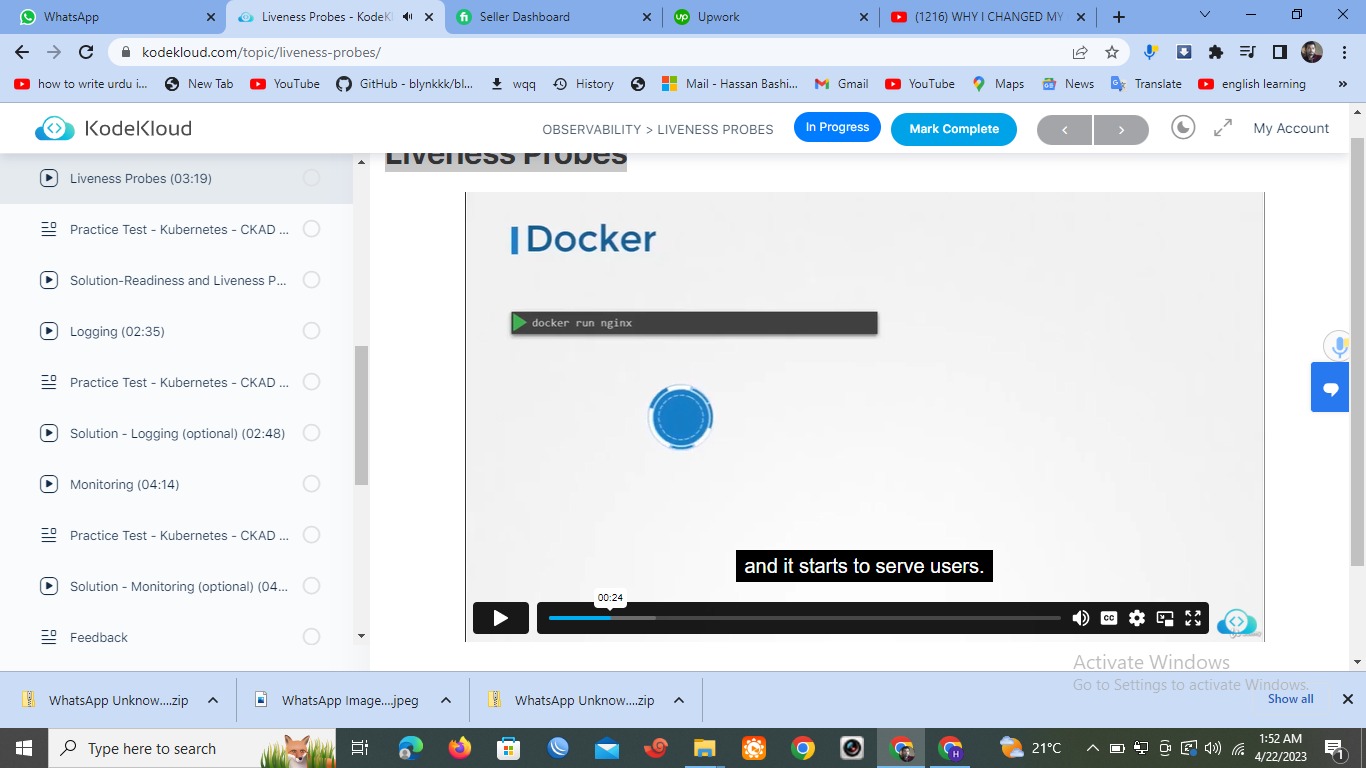 WhatsApp
Liveness Probes - KodeKl
Seller Dashboard
Upwork
(1216) WHY I CHANGED MY
kodekloud.com/topic/liveness-probes/
how to write urdu i...
New Tab
YouTube
GitHub - blynkkk/bl...
wqq
History
Mail - Hassan Bashi...
Gmail
YouTube
Maps
News
Translate
english learning
»
KodeKloud
OBSERVABILITY > LIVENESS PROBES
In Progress
Mark Complete
My Account
Liveness Probes (03:19)
Practice Test - Kubernetes - CKAD ...
Solution-Readiness and Liveness P...
Logging (02:35)
Practice Test - Kubernetes - CKAD ...
Solution - Logging (optional) (02:48)
Monitoring (04:14)
Practice Test - Kubernetes - CKAD ...
Solution - Monitoring (optional) (04...
Feedback
Liveness Probes
Docker
docker run nginx
and it starts to serve users.
00:24
CC
Activate Windows
Go to Settings to activate Windows.
WhatsApp Unknow....zip
WhatsApp Image....jpeg
WhatsApp Unknow....zip
Show all
Type here to search
21°C
1:52 AM
4/22/2023
1